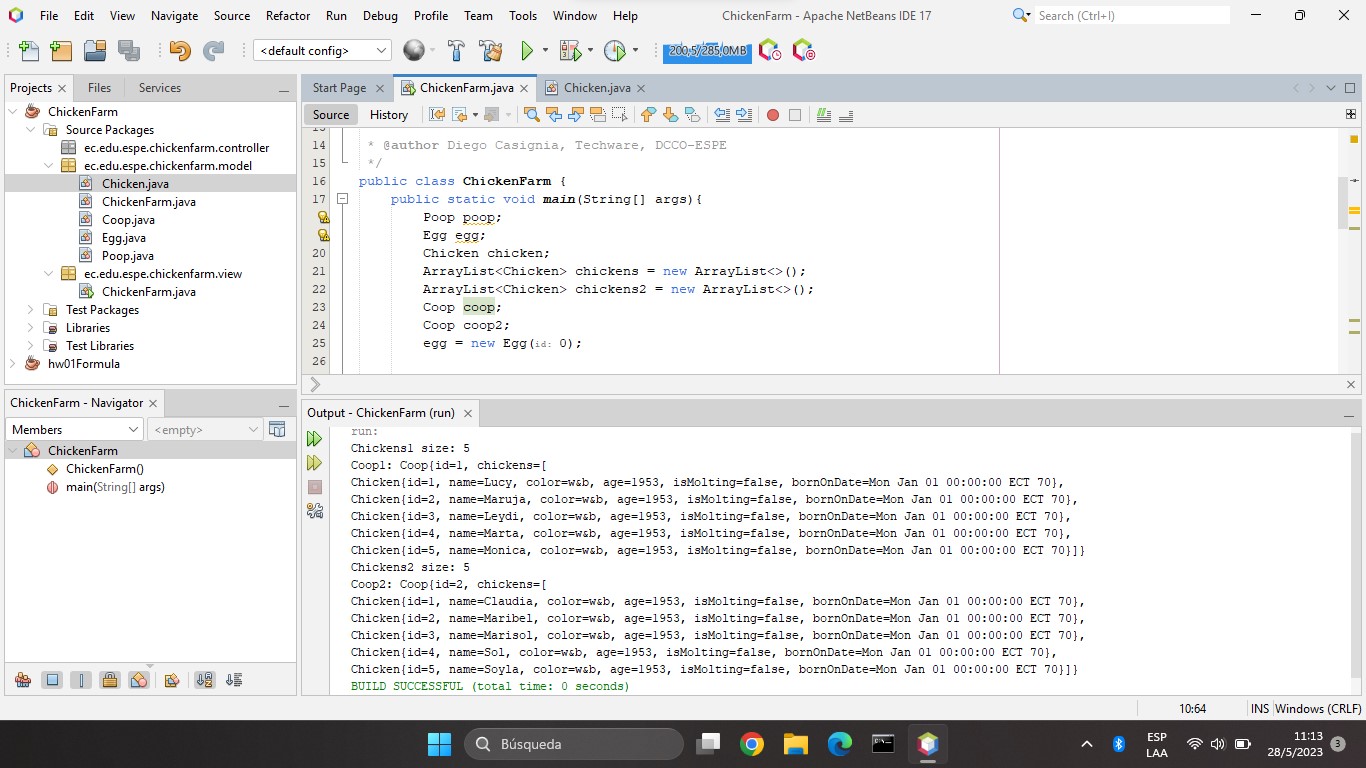 File Edit View Navigate Source Refactor Run Debug Profile Team Tools Window Help
ChickenFarm - Apache NetBeans IDE 17
Search (Ctrl+I)
<default config>
200,5/285,0MB
Projects Files Services
ChickenFarm
Source Packages
ec.edu.espe.chickenfarm.controller
ec.edu.espe.chickenfarm.model
Chicken.java
ChickenFarm.java
Coop.java
Egg.java
Poop.java
ec.edu.espe.chickenfarm.view
ChickenFarm.java
Test Packages
Libraries
Test Libraries
hw01Formula
ChickenFarm - Navigator
Members <empty>
ChickenFarm
ChickenFarm()
main(String[] args)
Start Page ChickenFarm.java Chicken.java
Source History
13
14 * @author Diego Casignia, Techware, DCCO-ESPE
15 */
16 public class ChickenFarm {
17 public static void main(String[] args){
Poop poop;
Egg egg;
20 Chicken chicken;
21 ArrayList<Chicken> chickens = new ArrayList<>();
22 ArrayList<Chicken> chickens2 = new ArrayList<>();
23 Coop coop;
24 Coop coop2;
25 egg = new Egg(id: 0);
26
Output - ChickenFarm (run)
run:
Chickens1 size: 5
Coop1: Coop{id=1, chickens=[
Chicken{id=1, name=Lucy, color=w&b, age=1953, isMolting=false, bornOnDate=Mon Jan 01 00:00:00 ECT 70},
Chicken{id=2, name=Maruja, color=w&b, age=1953, isMolting=false, bornOnDate=Mon Jan 01 00:00:00 ECT 70},
Chicken{id=3, name=Leydi, color=w&b, age=1953, isMolting=false, bornOnDate=Mon Jan 01 00:00:00 ECT 70},
Chicken{id=4, name=Marta, color=w&b, age=1953, isMolting=false, bornOnDate=Mon Jan 01 00:00:00 ECT 70},
Chicken{id=5, name=Monica, color=w&b, age=1953, isMolting=false, bornOnDate=Mon Jan 01 00:00:00 ECT 70}]}
Chickens2 size: 5
Coop2: Coop{id=2, chickens=[
Chicken{id=1, name=Claudia, color=w&b, age=1953, isMolting=false, bornOnDate=Mon Jan 01 00:00:00 ECT 70},
Chicken{id=2, name=Maribel, color=w&b, age=1953, isMolting=false, bornOnDate=Mon Jan 01 00:00:00 ECT 70},
Chicken{id=3, name=Marisol, color=w&b, age=1953, isMolting=false, bornOnDate=Mon Jan 01 00:00:00 ECT 70},
Chicken{id=4, name=Sol, color=w&b, age=1953, isMolting=false, bornOnDate=Mon Jan 01 00:00:00 ECT 70},
Chicken{id=5, name=Soyla, color=w&b, age=1953, isMolting=false, bornOnDate=Mon Jan 01 00:00:00 ECT 70}]}
BUILD SUCCESSFUL (total time: 0 seconds)
10:64 INS Windows (CRLF)
Búsqueda
ESP
LAA
11:13
28/5/2023
3